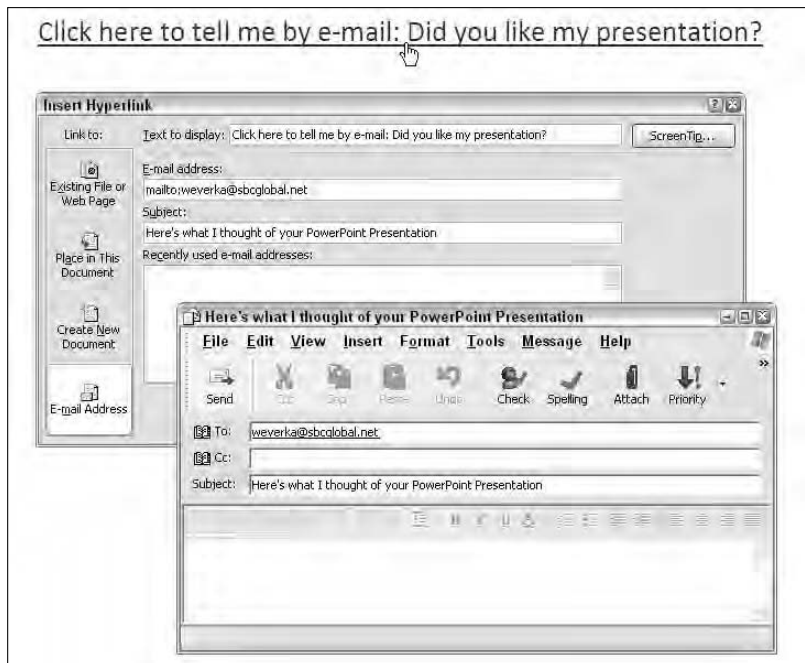 Click here to tell me by e-mail: Did you like my presentation?
Insert Hyperlink
Link to:
Text to display: Click here to tell me by e-mail: Did you like my presentation?
ScreenTip...
Existing File or
Web Page
E-mail address:
mailto:weverka@sbcglobal.net
Subject:
Here's what I thought of your PowerPoint Presentation
Place in This
Document
Recently used e-mail addresses:
Create New
Document
E-mail Address
Here's what I thought of your PowerPoint Presentation
File Edit View Insert Format Tools Message Help
Send Cut Copy Paste Undo Check Spelling Attach Priority
To: weverka@sbcglobal.net
Cc:
Subject: Here's what I thought of your PowerPoint Presentation